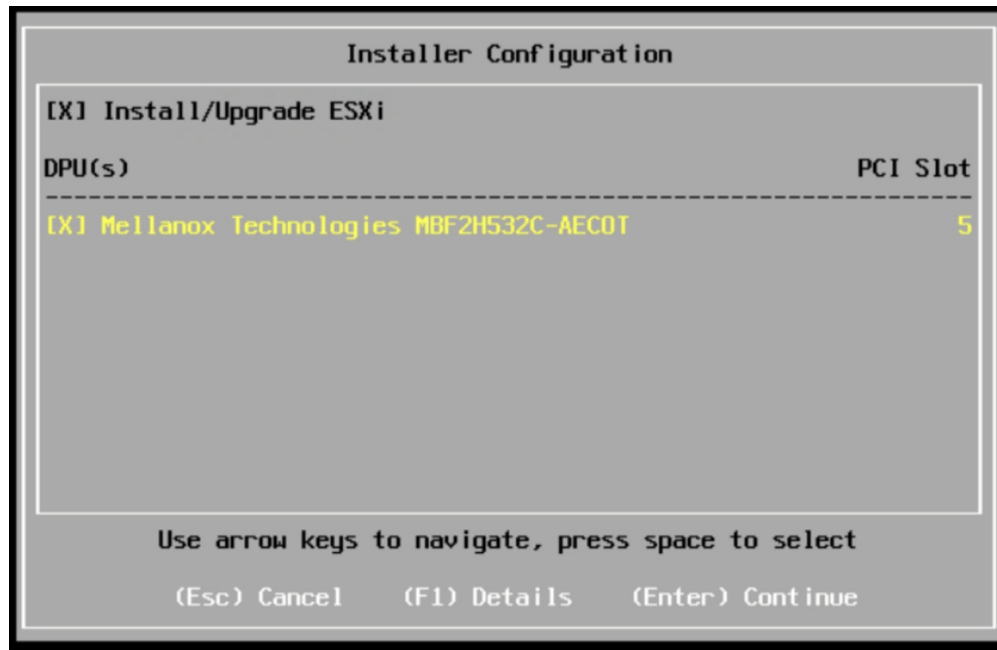 Installer Configuration
[X] Install/Upgrade ESXi
DPU(s) PCI Slot
[X] Mellanox Technologies MBF2H532C-AECOT 5
Use arrow keys to navigate, press space to select
(Esc) Cancel (F1) Details (Enter) Continue